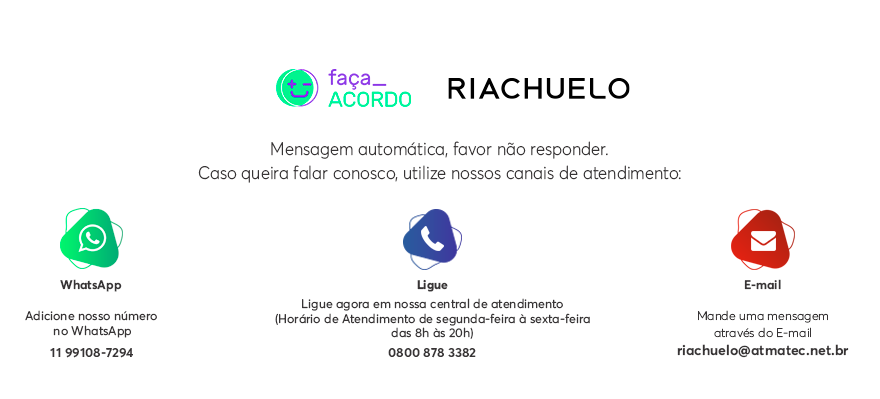 faça_
ACORDO
RIACHUELO
Mensagem automática, favor não responder.
Caso queira falar conosco, utilize nossos canais de atendimento:
WhatsApp
Adicione nosso número
no WhatsApp
11 99108-7294
Ligue
Ligue agora em nossa central de atendimento
(Horário de Atendimento de segunda-feira à sexta-feira
das 8h às 20h)
0800 878 3382
E-mail
Mande uma mensagem
através do E-mail
riachuelo@atmatec.net.br